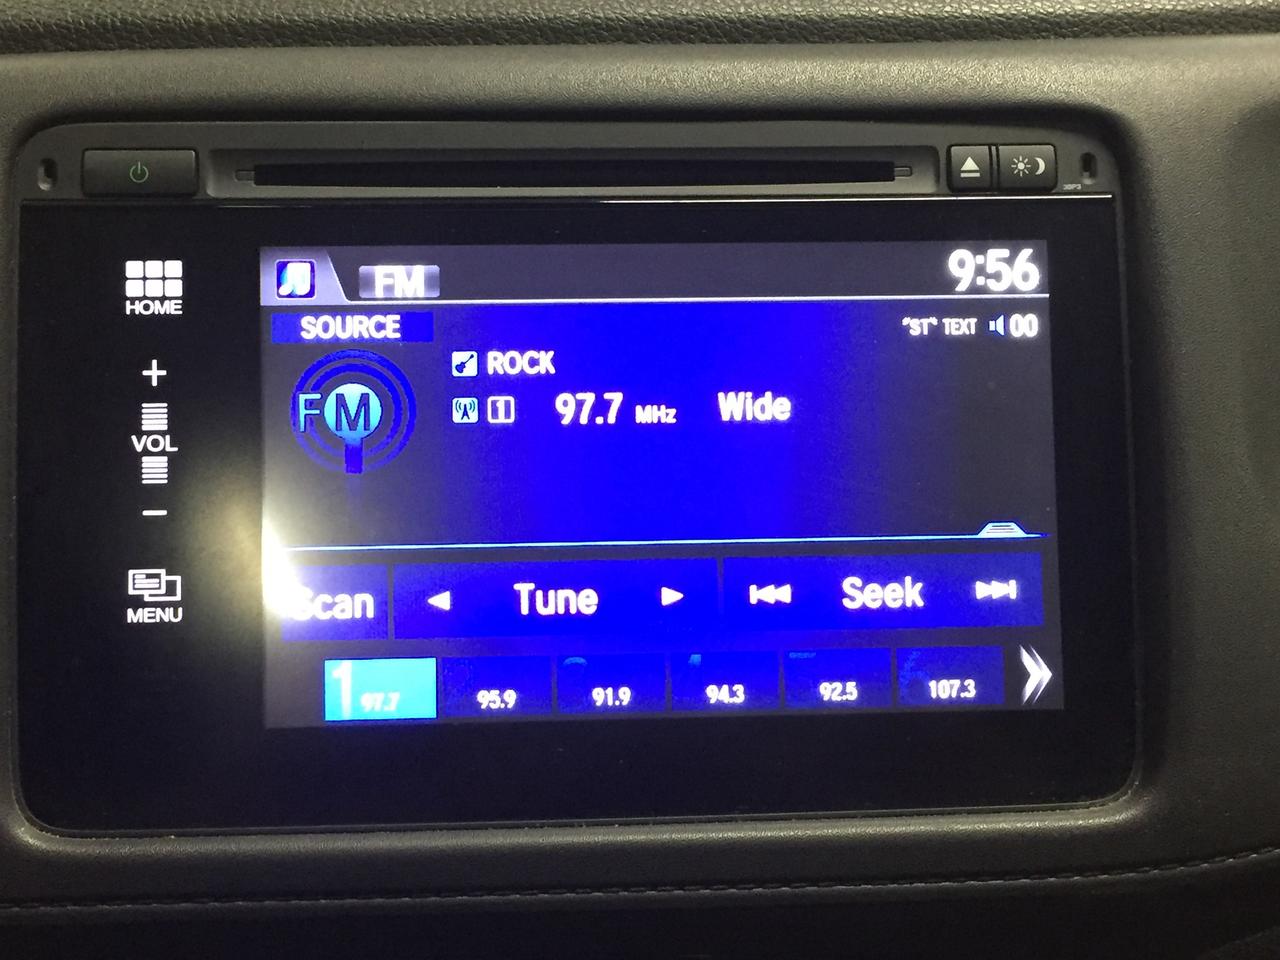 HOME
+
VOL
−
MENU
FM
9:56
SOURCE
"ST" TEXT 00
FM
ROCK
1 97.7 MHz Wide
Scan Tune Seek
1 97.7 95.9 91.9 94.3 92.5 107.3